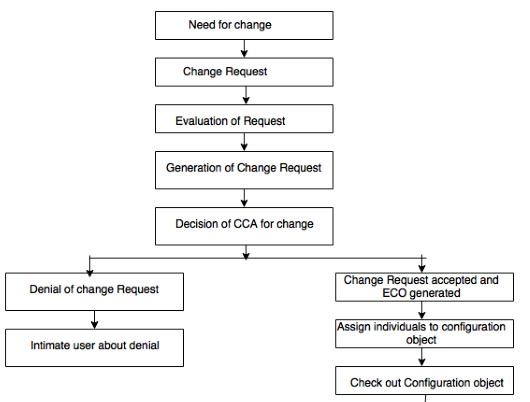 Need for change
Change Request
Evaluation of Request
Generation of Change Request
Decision of CCA for change
Denial of change Request
Change Request accepted and
ECO generated
Intimate user about denial
Assign individuals to configuration
object
Check out Configuration object